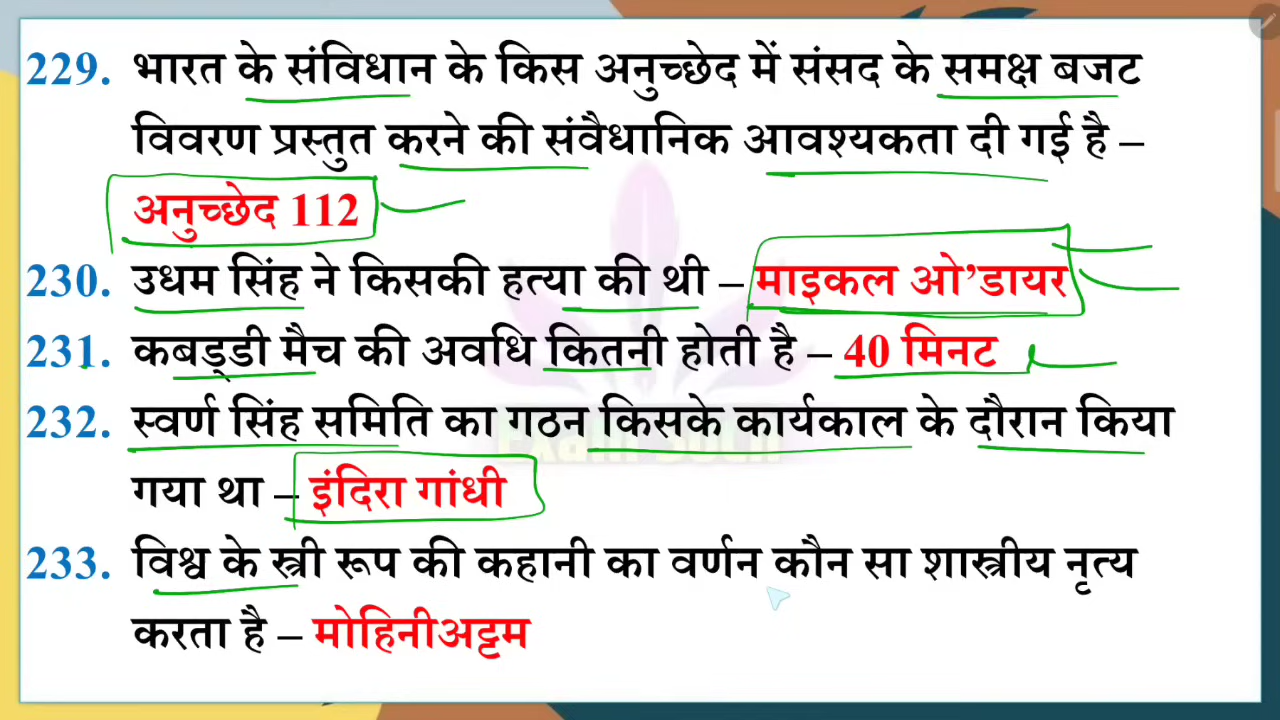 229. भारत के संविधान के किस अनुच्छेद में संसद के समक्ष बजट
विवरण प्रस्तुत करने की संवैधानिक आवश्यकता दी गई है –
अनुच्छेद 112
230. उधम सिंह ने किसकी हत्या की थी – माइकल ओ’डायर
231. कबड्डी मैच की अवधि कितनी होती है – 40 मिनट
232. स्वर्ण सिंह समिति का गठन किसके कार्यकाल के दौरान किया
गया था – इंदिरा गांधी
233. विश्व के स्त्री रूप की कहानी का वर्णन कौन सा शास्त्रीय नृत्य
करता है – मोहिनीअट्टम